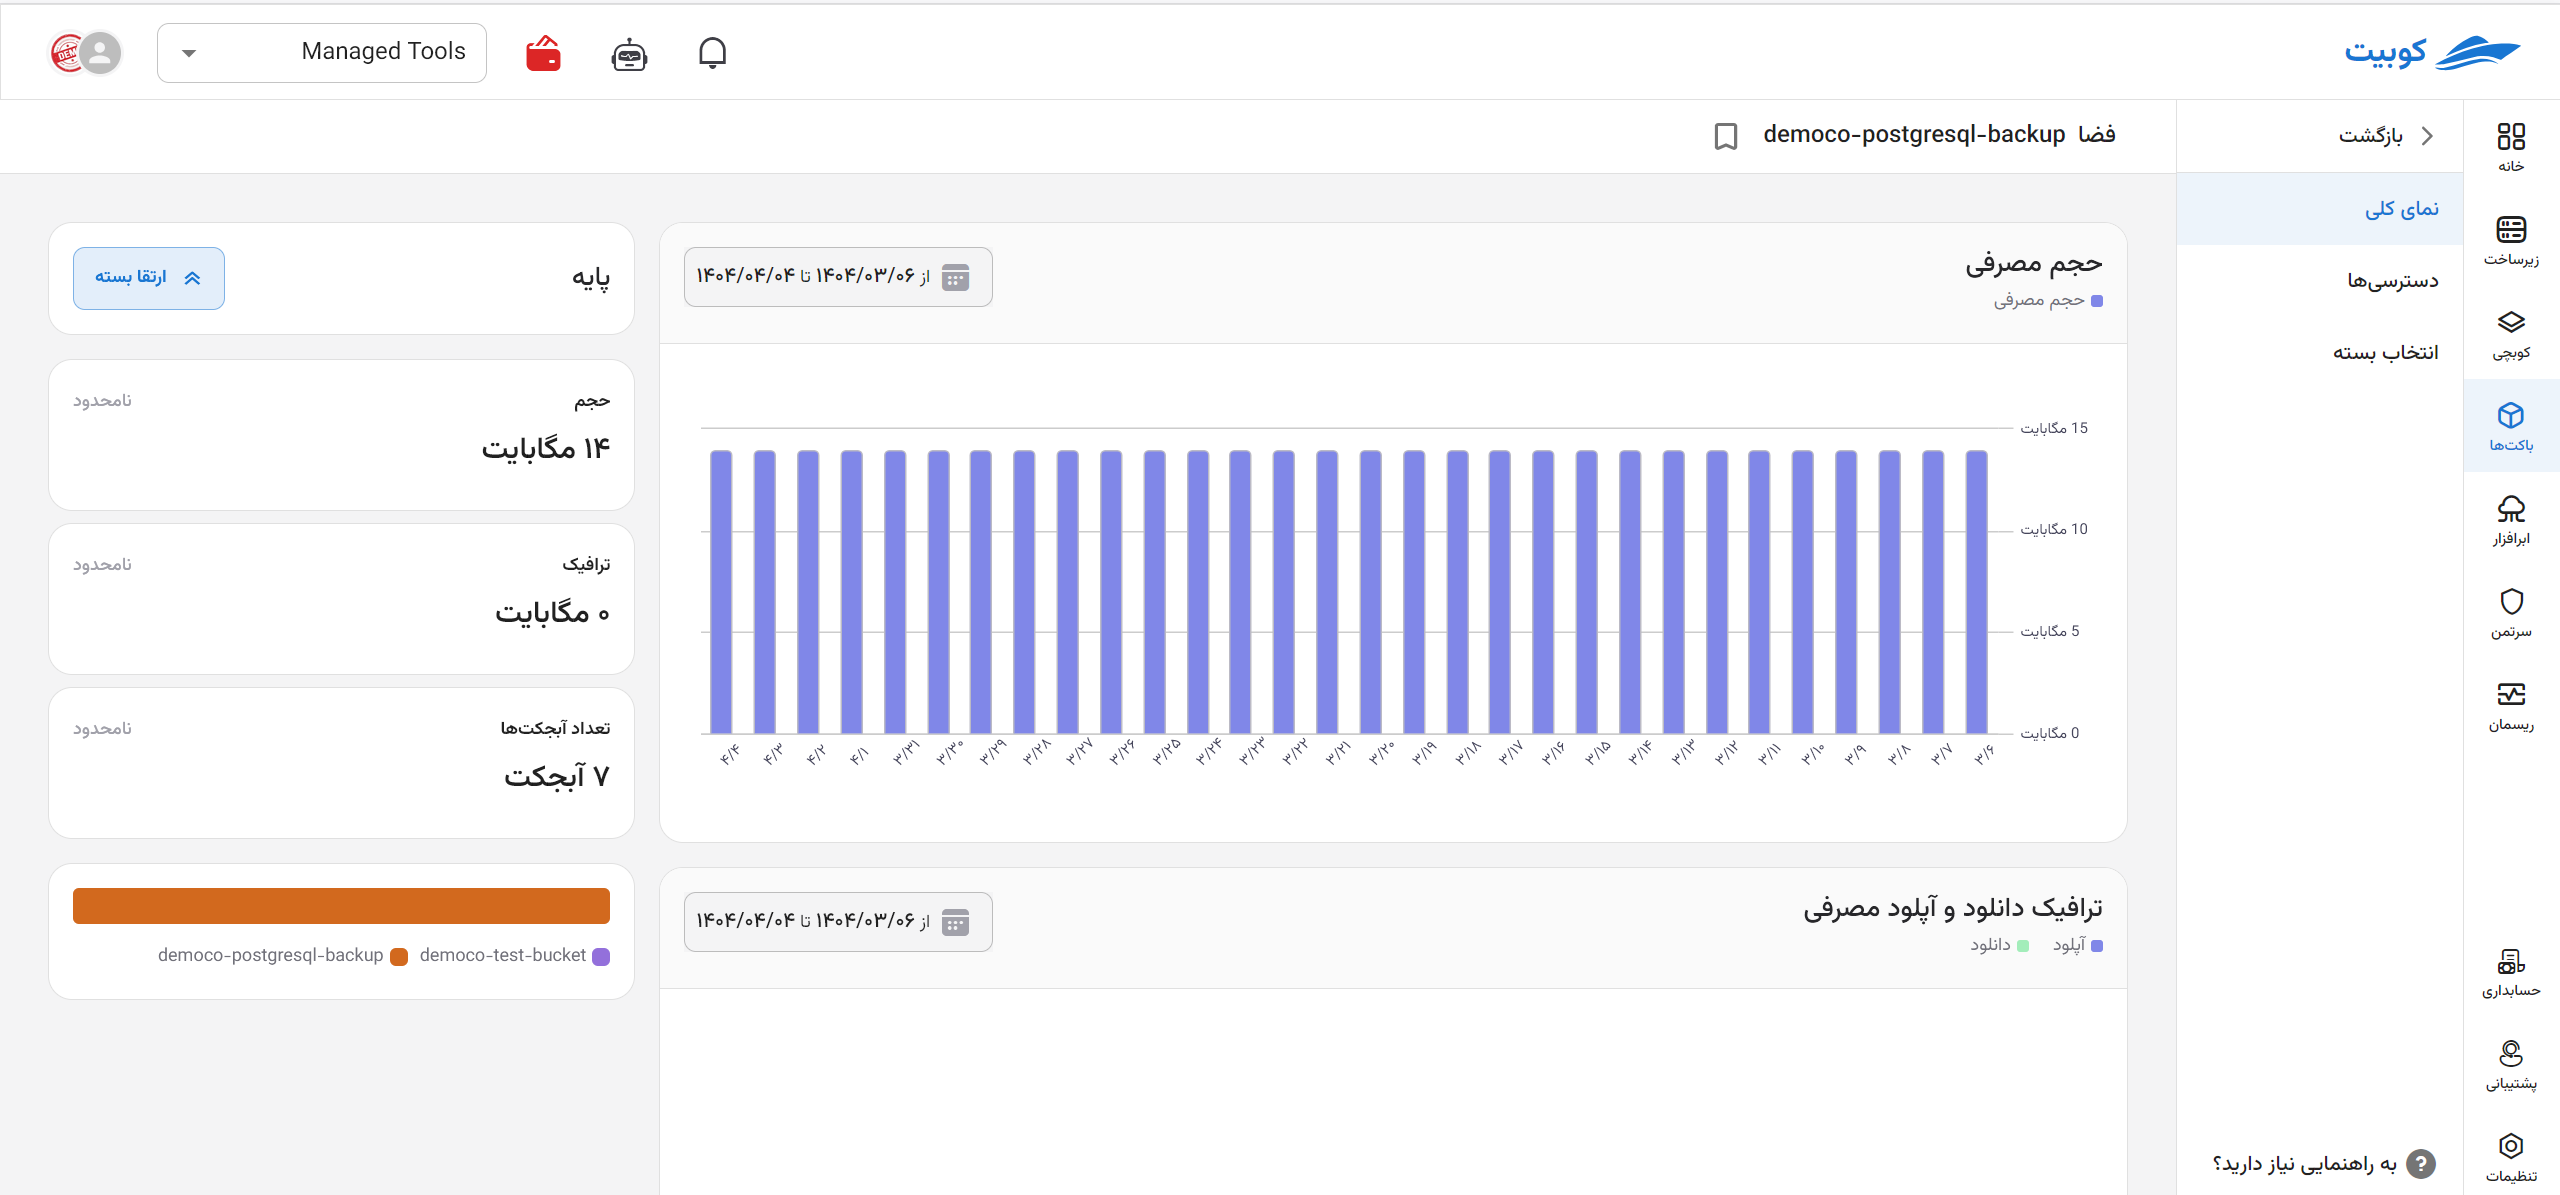 کوبیت
Managed Tools
DEM
خانه
زیرساخت
کوبچی
باکت‌ها
ابرافزار
سرتمن
ریسمان
حسابداری
پشتیبانی
تنظیمات
بازگشت
نمای کلی
دسترسی‌ها
انتخاب بسته
به راهنمایی نیاز دارید؟
فضا democo-postgresql-backup
حجم مصرفی
حجم مصرفی
از ۱۴۰۴/۰۳/۰۶ تا ۱۴۰۴/۰۴/۰۴
15 مگابایت
10 مگابایت
5 مگابایت
0 مگابایت
۳/۶ ۳/۷ ۳/۸ ۳/۹ ۳/۱۰ ۳/۱۱ ۳/۱۲ ۳/۱۳ ۳/۱۴ ۳/۱۵ ۳/۱۶ ۳/۱۷ ۳/۱۸ ۳/۱۹ ۳/۲۰ ۳/۲۱ ۳/۲۲ ۳/۲۳ ۳/۲۴ ۳/۲۵ ۳/۲۶ ۳/۲۷ ۳/۲۸ ۳/۲۹ ۳/۳۰ ۳/۳۱ ۴/۱ ۴/۲ ۴/۳ ۴/۴
ترافیک دانلود و آپلود مصرفی
آپلود دانلود
از ۱۴۰۴/۰۳/۰۶ تا ۱۴۰۴/۰۴/۰۴
پایه
ارتقا بسته
حجم نامحدود
۱۴ مگابایت
ترافیک نامحدود
۰ مگابایت
تعداد آبجکت‌ها نامحدود
۷ آبجکت
democo-test-bucket democo-postgresql-backup